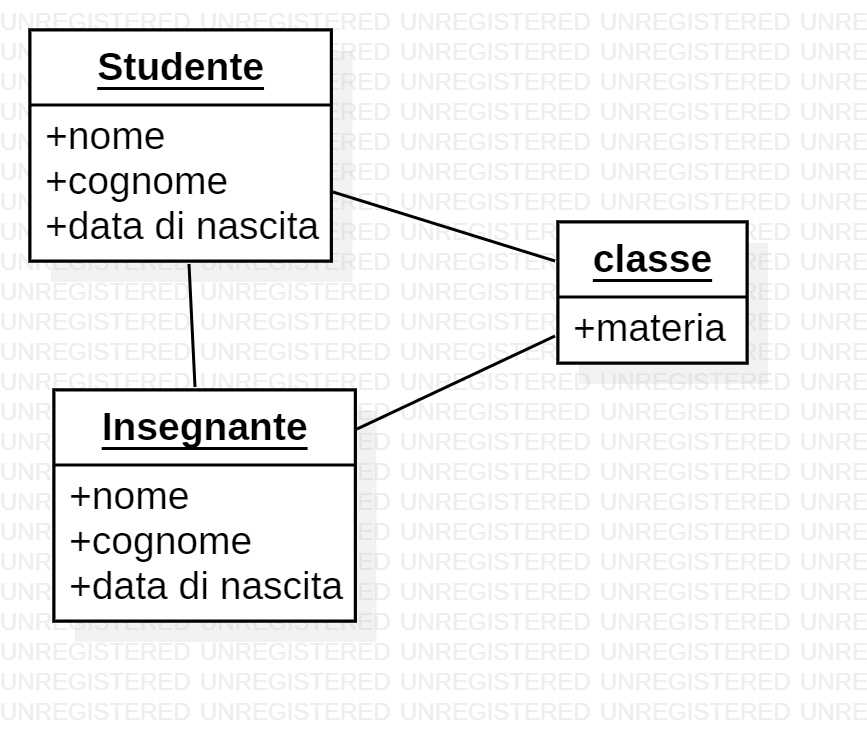 Studente
+nome
+cognome
+data di nascita
classe
+materia
Insegnante
+nome
+cognome
+data di nascita
UNREGISTERED UNREGISTERED UNREGISTERED UNREGISTERED UNRE